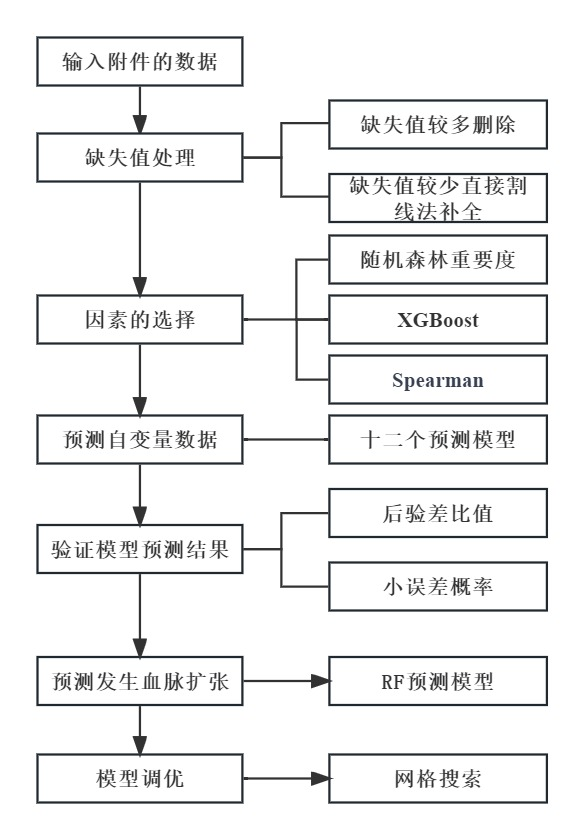 输入附件的数据
缺失值处理
缺失值较多删除
缺失值较少直接割
线法补全
因素的选择
随机森林重要度
XGBoost
Spearman
预测自变量数据
十二个预测模型
验证模型预测结果
后验差比值
小误差概率
预测发生血脉扩张
RF预测模型
模型调优
网格搜索